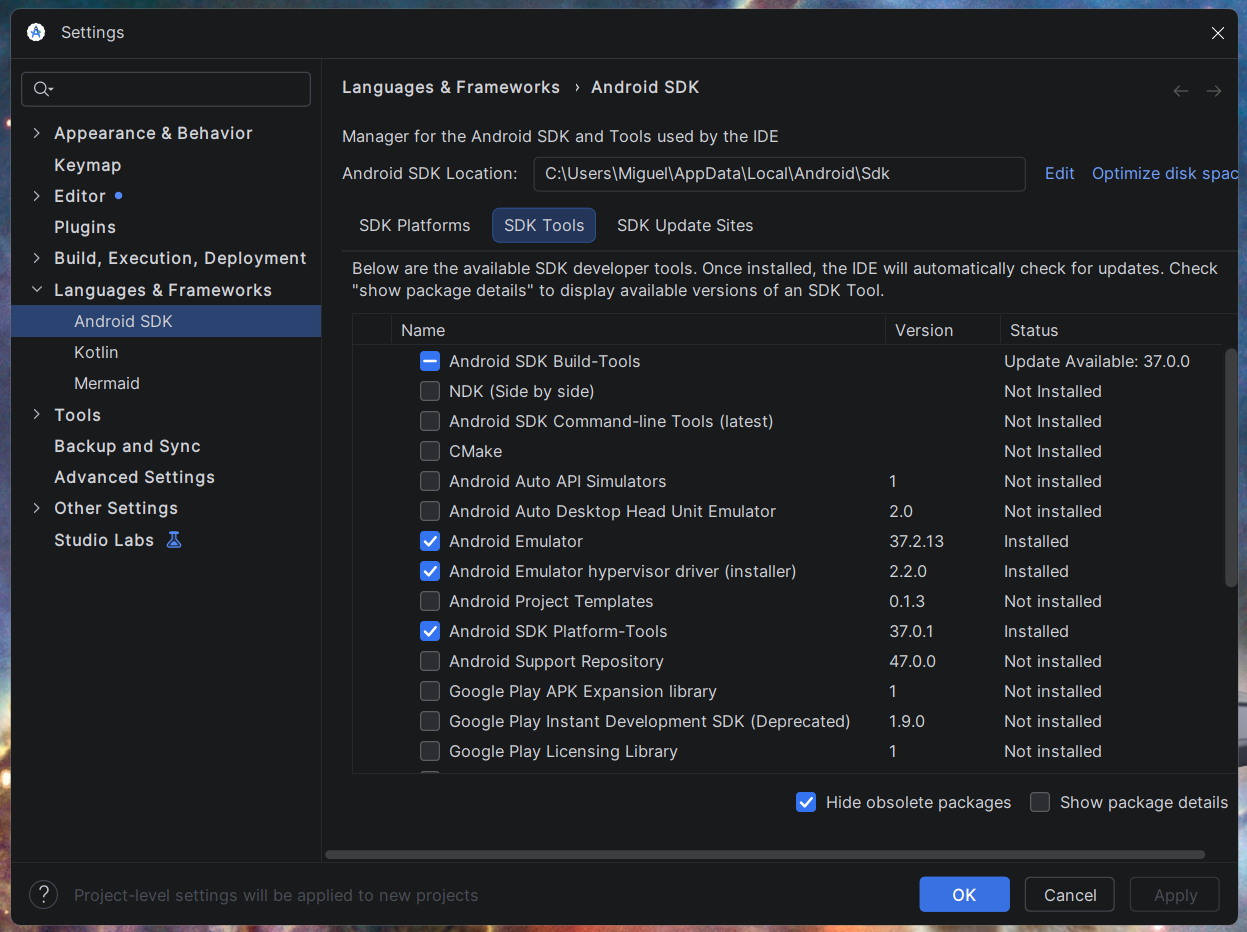 Settings
Languages & Frameworks › Android SDK
Appearance & Behavior
Keymap
Editor
Plugins
Build, Execution, Deployment
Languages & Frameworks
Android SDK
Kotlin
Mermaid
Tools
Backup and Sync
Advanced Settings
Other Settings
Studio Labs
Manager for the Android SDK and Tools used by the IDE
Android SDK Location: C:\Users\Miguel\AppData\Local\Android\Sdk Edit Optimize disk spac
SDK Platforms SDK Tools SDK Update Sites
Below are the available SDK developer tools. Once installed, the IDE will automatically check for updates. Check
"show package details" to display available versions of an SDK Tool.
Name Version Status
Android SDK Build-Tools Update Available: 37.0.0
NDK (Side by side) Not Installed
Android SDK Command-line Tools (latest) Not Installed
CMake Not Installed
Android Auto API Simulators 1 Not installed
Android Auto Desktop Head Unit Emulator 2.0 Not installed
Android Emulator 37.2.13 Installed
Android Emulator hypervisor driver (installer) 2.2.0 Installed
Android Project Templates 0.1.3 Not installed
Android SDK Platform-Tools 37.0.1 Installed
Android Support Repository 47.0.0 Not installed
Google Play APK Expansion library 1 Not installed
Google Play Instant Development SDK (Deprecated) 1.9.0 Not installed
Google Play Licensing Library 1 Not installed
Hide obsolete packages Show package details
? Project-level settings will be applied to new projects
OK Cancel Apply